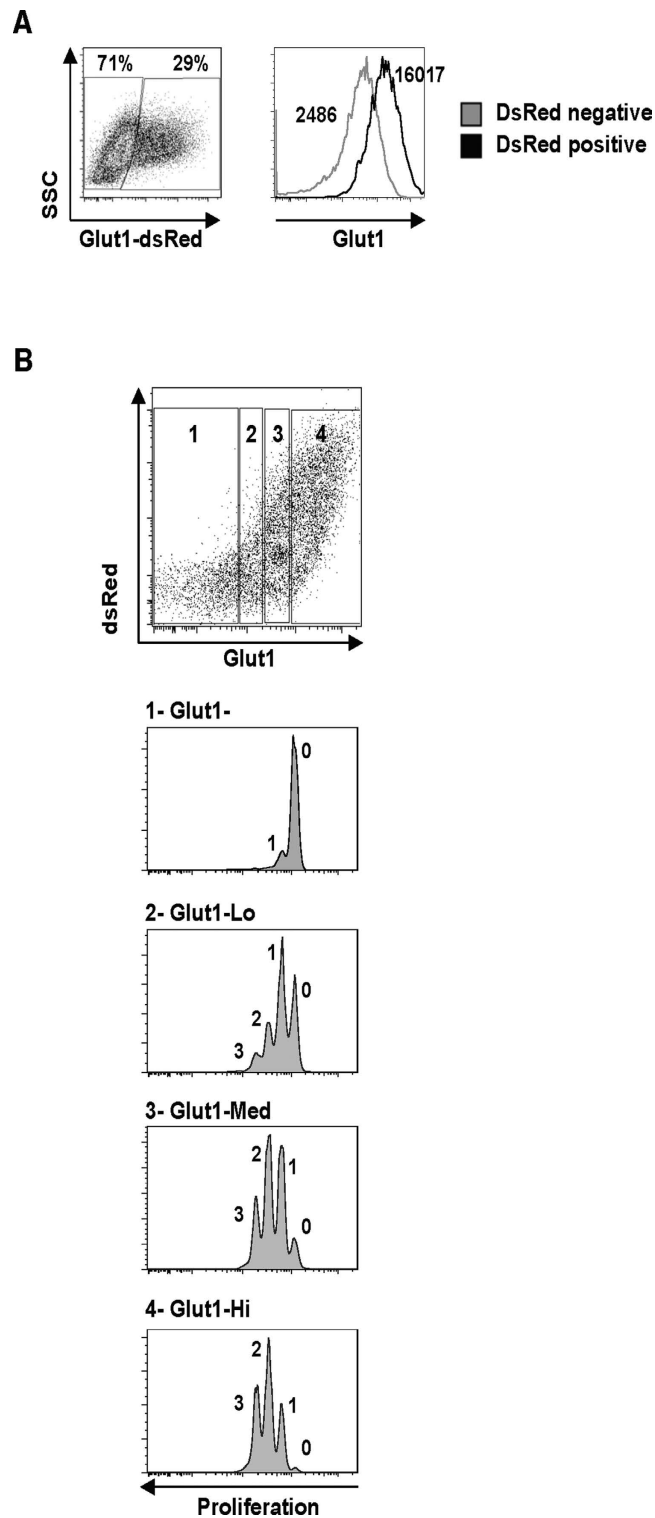 A
71% 29%
SSC
Glut1-dsRed
2486
16017
Glut1
DsRed negative
DsRed positive
B
1 2 3 4
dsRed
Glut1
1- Glut1-
0
1
2- Glut1-Lo
1
0
2
3
3- Glut1-Med
2
1
3
0
4- Glut1-Hi
2
3
1
0
Proliferation